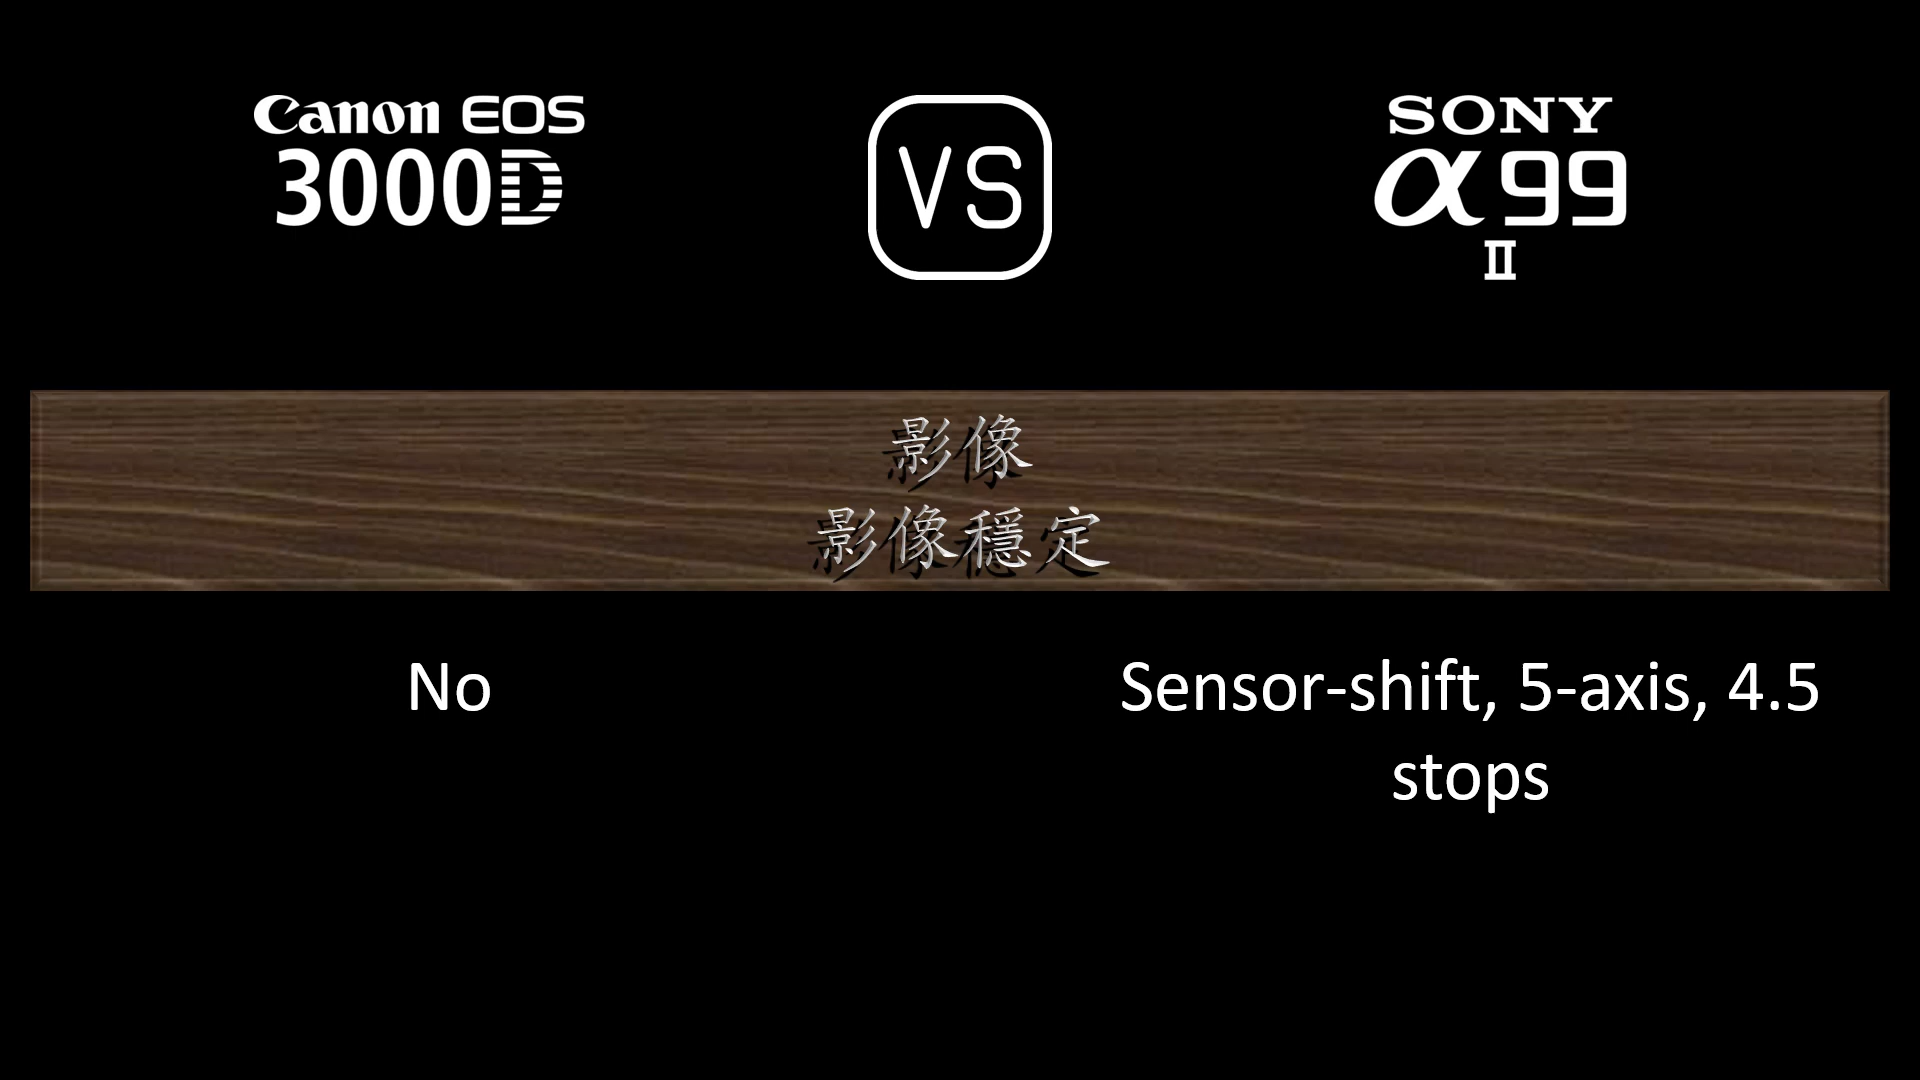 Canon EOS
3000D
VS
SONY
α99
II
影像
影像穩定
No
Sensor-shift, 5-axis, 4.5
stops